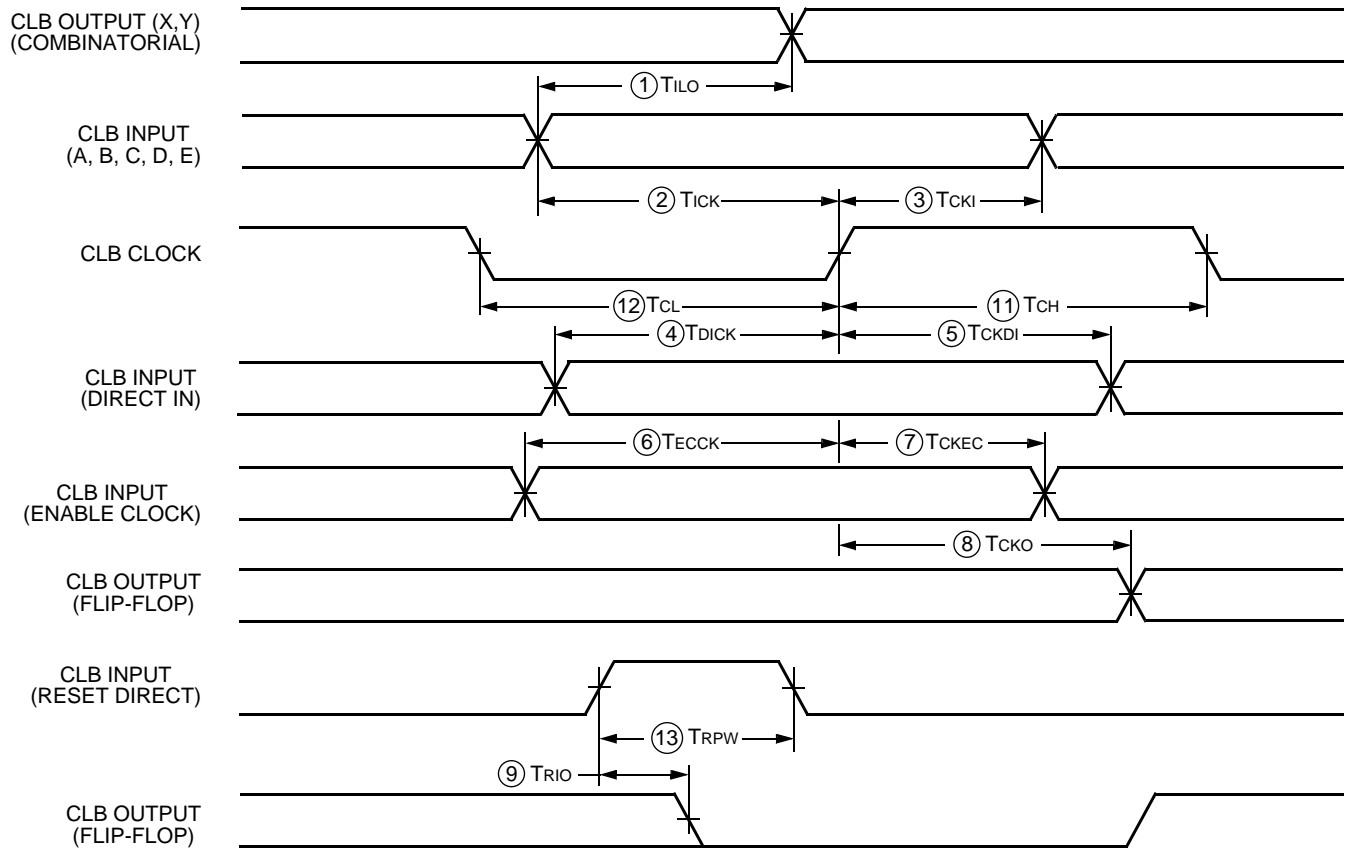 CLB OUTPUT (X,Y)
(COMBINATORIAL)
1 TILO
CLB INPUT
(A, B, C, D, E)
2 TICK
3 TCKI
CLB CLOCK
12 TCL
11 TCH
4 TDICK
5 TCKDI
CLB INPUT
(DIRECT IN)
6 TECCK
7 TCKEC
CLB INPUT
(ENABLE CLOCK)
8 TCKO
CLB OUTPUT
(FLIP-FLOP)
CLB INPUT
(RESET DIRECT)
13 TRPW
9 TRIO
CLB OUTPUT
(FLIP-FLOP)